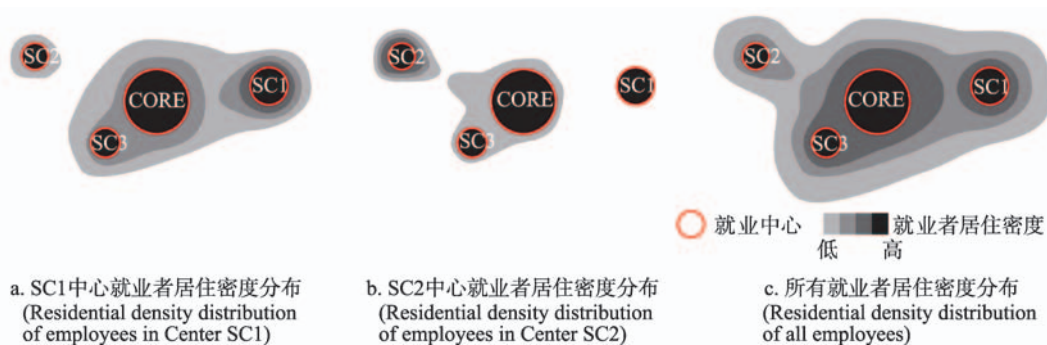 SC2
CORE
SC1
SC3
SC2
CORE
SC1
SC3
SC2
CORE
SC1
SC3
就业中心
就业者居住密度
低 高
a. SC1中心就业者居住密度分布
(Residential density distribution
of employees in Center SC1)
b. SC2中心就业者居住密度分布
(Residential density distribution
of employees in Center SC2)
c. 所有就业者居住密度分布
(Residential density distribution
of all employees)